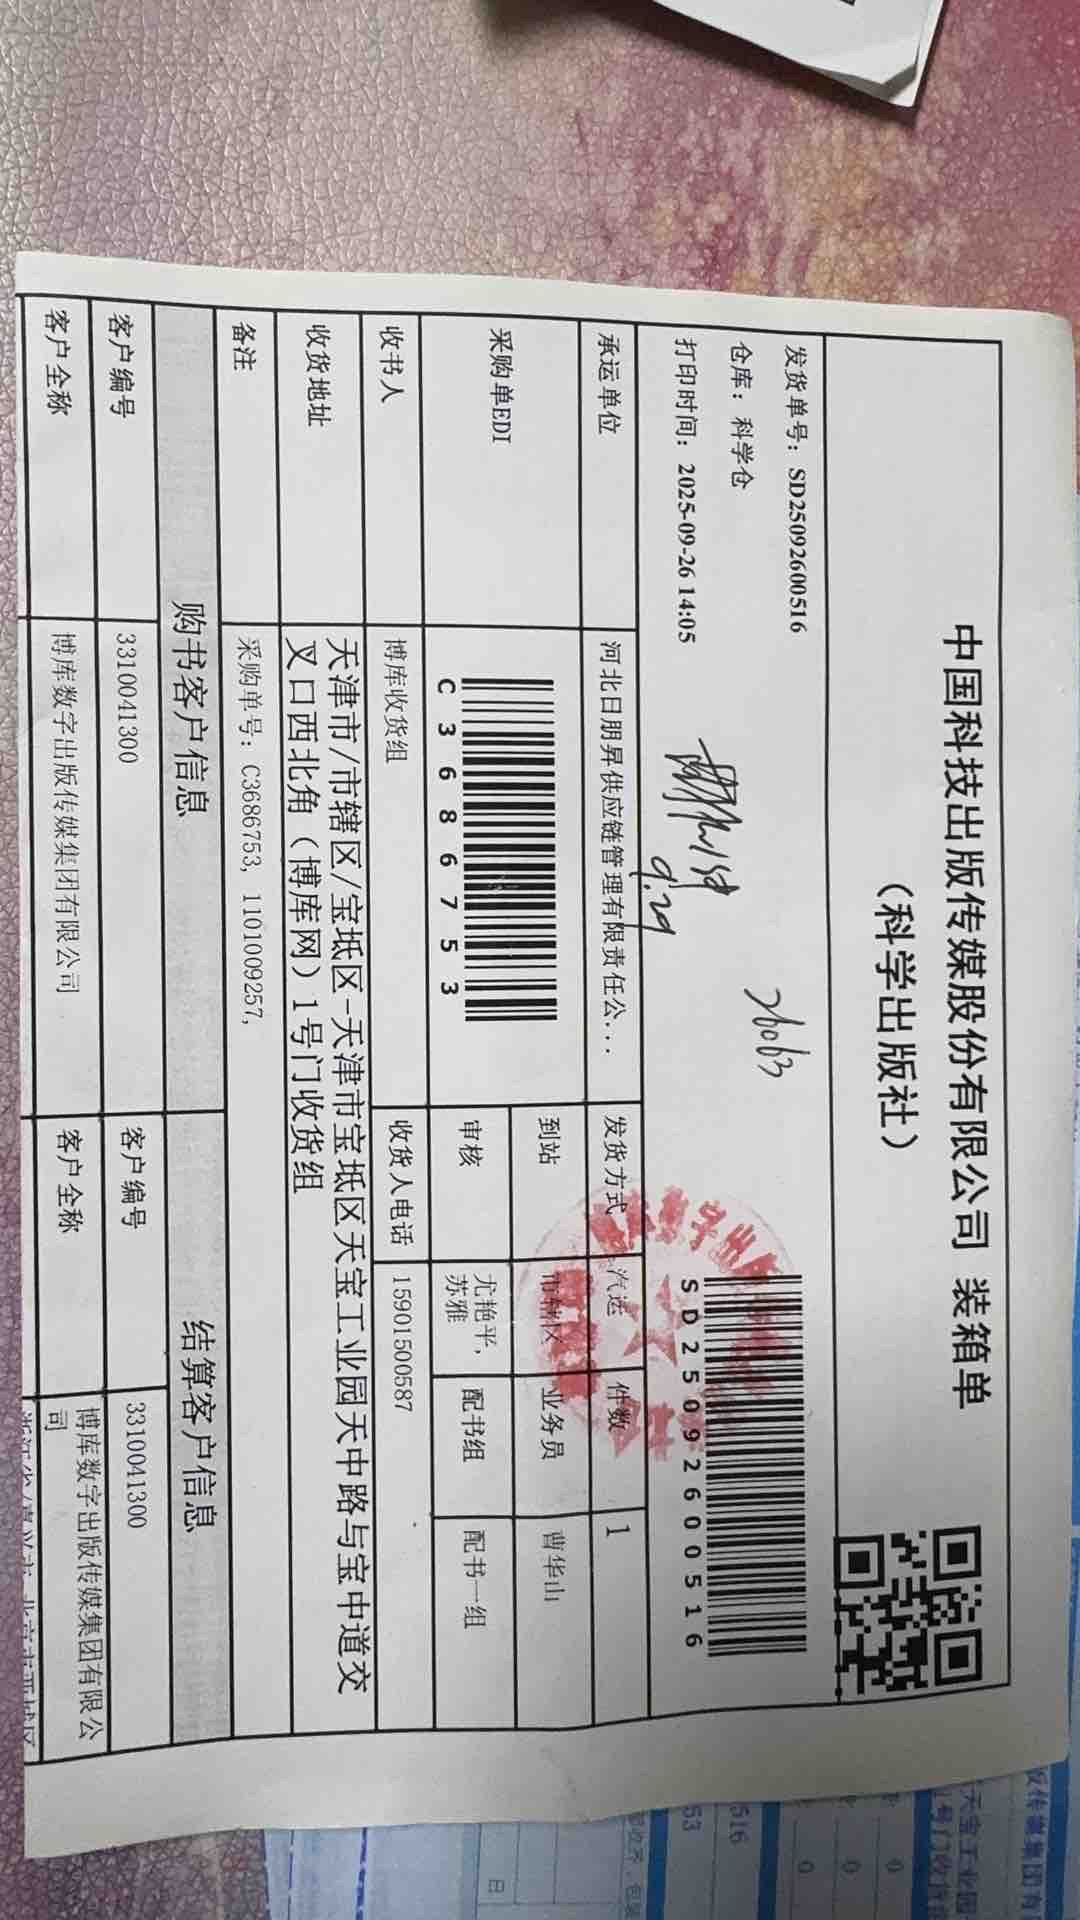 中国科技出版传媒股份有限公司 装箱单
（科学出版社）
发货单号：SD25092600516
仓库：科学仓
打印时间：2025-09-26 14:05
26063
9.29
SD25092600516
承运单位 河北日朋昇供应链管理有限责任公... 发货方式 汽运 件数 1
采购单EDI C3686753
到站 市辖区 业务员 曹华山
审核 尤艳平，苏雅 配书组 配书一组
收书人 博库收货组 收货人电话 15901500587
收货地址 天津市/市辖区/宝坻区-天津市宝坻区天宝工业园天中路与宝中道交
叉口西北角（博库网）1号门收货组
备注 采购单号：C3686753, 1101009257,
购书客户信息 结算客户信息
客户编号 3310041300 客户编号 3310041300
客户全称 博库数字出版传媒集团有限公司 客户全称 博库数字出版传媒集团有限公
司
516
53